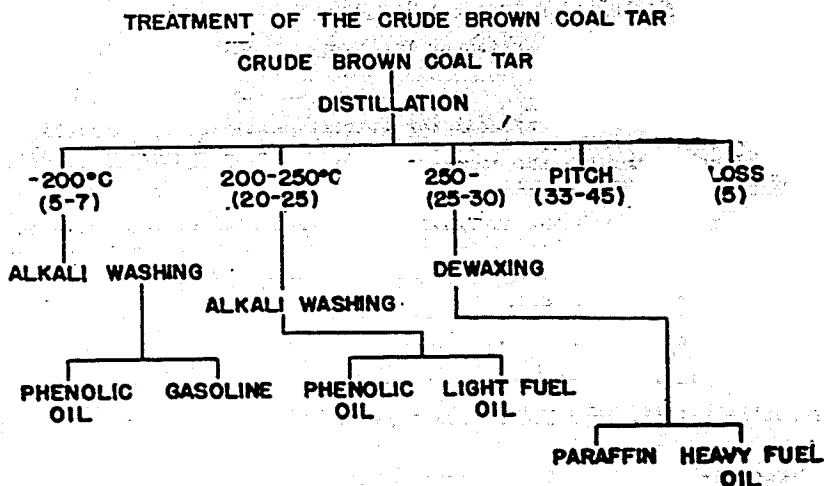 TREATMENT OF THE CRUDE BROWN COAL TAR
CRUDE BROWN COAL TAR
DISTILLATION
-200°C 200-250°C 250- PITCH LOSS
(5-7) (20-25) (25-30) (33-45) (5)
ALKALI WASHING DEWAXING
ALKALI WASHING
PHENOLIC GASOLINE PHENOLIC LIGHT FUEL
OIL OIL OIL
PARAFFIN HEAVY FUEL
OIL